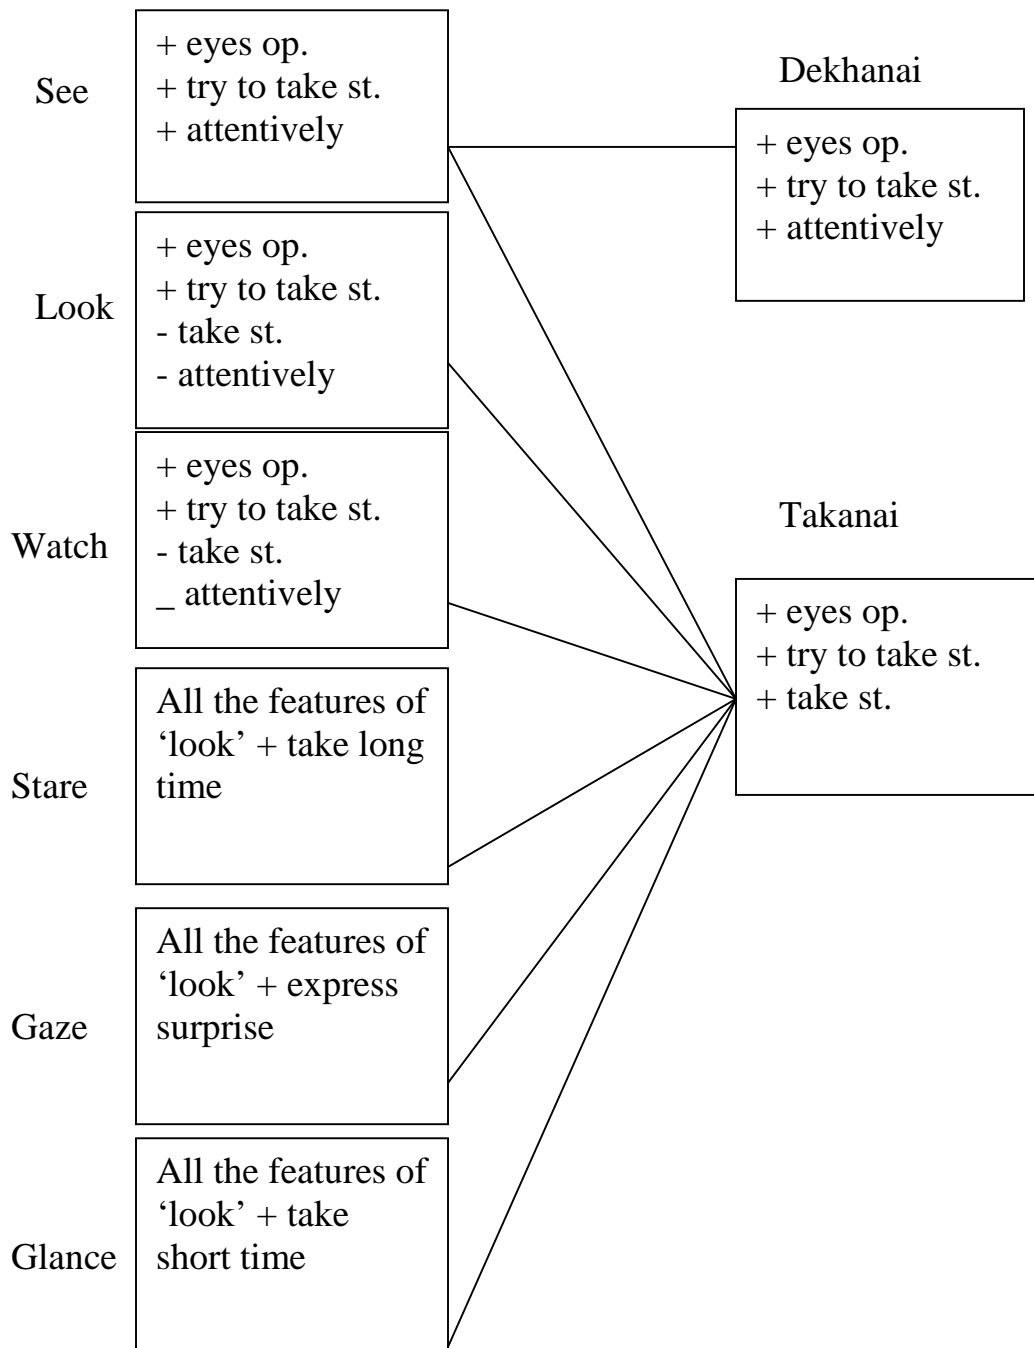 See
+ eyes op.
+ try to take st.
+ attentively
Look
+ eyes op.
+ try to take st.
- take st.
- attentively
Watch
+ eyes op.
+ try to take st.
- take st.
_ attentively
Stare
All the features of
‘look’ + take long
time
Gaze
All the features of
‘look’ + express
surprise
Glance
All the features of
‘look’ + take
short time
Dekhanai
+ eyes op.
+ try to take st.
+ attentively
Takanai
+ eyes op.
+ try to take st.
+ take st.